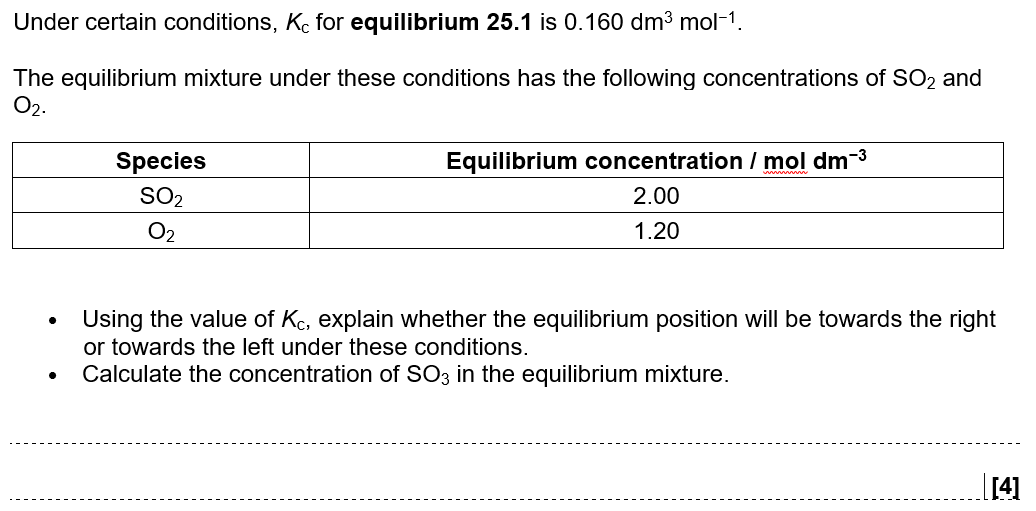 Under certain conditions, Kc for equilibrium 25.1 is 0.160 dm³ mol⁻¹.
The equilibrium mixture under these conditions has the following concentrations of SO₂ and
O₂.
Species Equilibrium concentration / mol dm⁻³
SO₂ 2.00
O₂ 1.20
• Using the value of Kc, explain whether the equilibrium position will be towards the right
or towards the left under these conditions.
• Calculate the concentration of SO₃ in the equilibrium mixture.
[4]